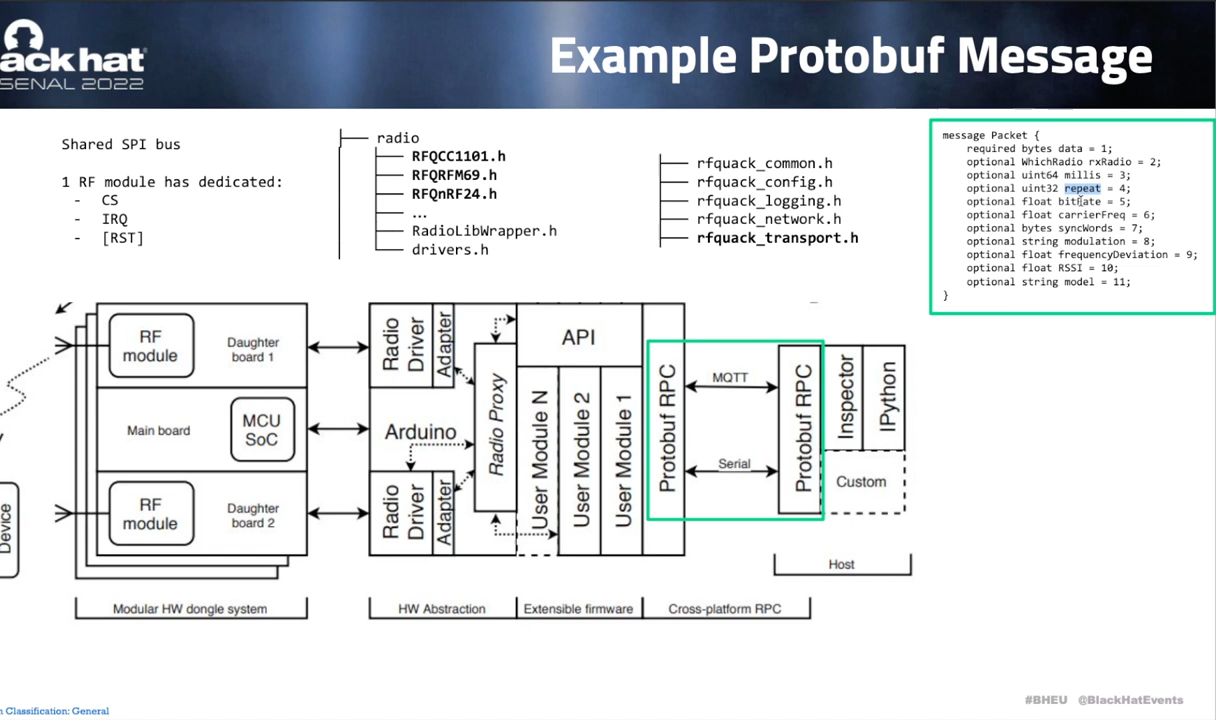 ack hat
SENAL 2022
Example Protobuf Message
Shared SPI bus
1 RF module has dedicated:
- CS
- IRQ
- [RST]
radio
RFQCC1101.h
RFQRFM69.h
RFQnRF24.h
...
RadioLibWrapper.h
drivers.h
rfquack_common.h
rfquack_config.h
rfquack_logging.h
rfquack_network.h
rfquack_transport.h
message Packet {
required bytes data = 1;
optional WhichRadio rxRadio = 2;
optional uint64 millis = 3;
optional uint32 repeat = 4;
optional float bitRate = 5;
optional float carrierFreq = 6;
optional bytes syncWords = 7;
optional string modulation = 8;
optional float frequencyDeviation = 9;
optional float RSSI = 10;
optional string model = 11;
}
Device
RF
module
Daughter
board 1
Main board
MCU
SoC
RF
module
Daughter
board 2
Modular HW dongle system
Radio
Driver
Adapter
Arduino
Radio
Driver
Adapter
Radio Proxy
HW Abstraction
API
User Module N
User Module 2
User Module 1
Extensible firmware
Protobuf RPC
MQTT
Serial
Protobuf RPC
Cross-platform RPC
Inspector
IPython
Custom
Host
#BHEU @BlackHatEvents
n Classification: General